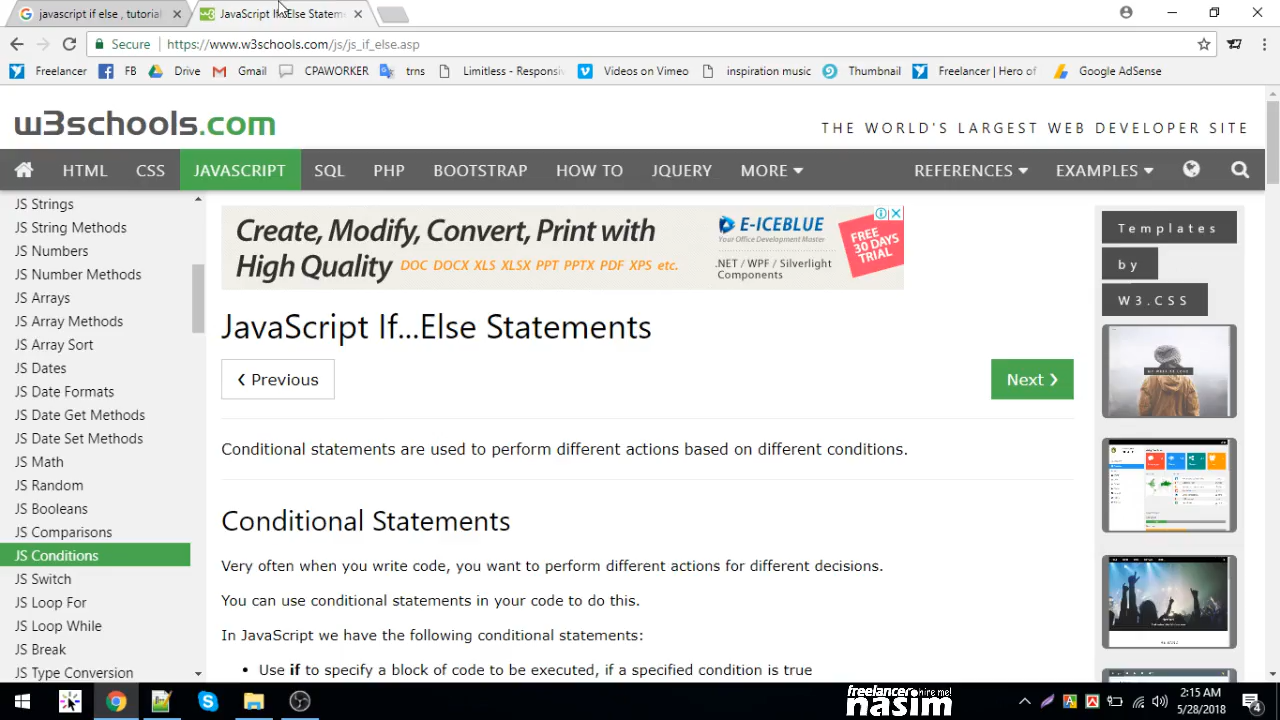 javascript if else , tutorial
JavaScript If...Else Stateme
Secure
https://www.w3schools.com/js/js_if_else.asp
Freelancer
FB
Drive
Gmail
CPAWORKER
trns
Limitless - Responsiv
Videos on Vimeo
inspiration music
Thumbnail
Freelancer | Hero of
Google AdSense
w3schools.com
THE WORLD'S LARGEST WEB DEVELOPER SITE
HTML
CSS
JAVASCRIPT
SQL
PHP
BOOTSTRAP
HOW TO
JQUERY
MORE
REFERENCES
EXAMPLES
JS Strings
JS String Methods
JS Numbers
JS Number Methods
JS Arrays
JS Array Methods
JS Array Sort
JS Dates
JS Date Formats
JS Date Get Methods
JS Date Set Methods
JS Math
JS Random
JS Booleans
JS Comparisons
JS Conditions
JS Switch
JS Loop For
JS Loop While
JS Break
JS Type Conversion
Create, Modify, Convert, Print with
High Quality DOC DOCX XLS XLSX PPT PPTX PDF XPS etc.
E-ICEBLUE
Your Office Development Master
.NET / WPF / Silverlight
Components
FREE
30 DAYS
TRIAL
JavaScript If...Else Statements
❮ Previous
Next ❯
Conditional statements are used to perform different actions based on different conditions.
Conditional Statements
Very often when you write code, you want to perform different actions for different decisions.
You can use conditional statements in your code to do this.
In JavaScript we have the following conditional statements:
• Use if to specify a block of code to be executed, if a specified condition is true
Templates
by
W3.CSS
freelancer hire me!
nasim
2:15 AM
5/28/2018
4